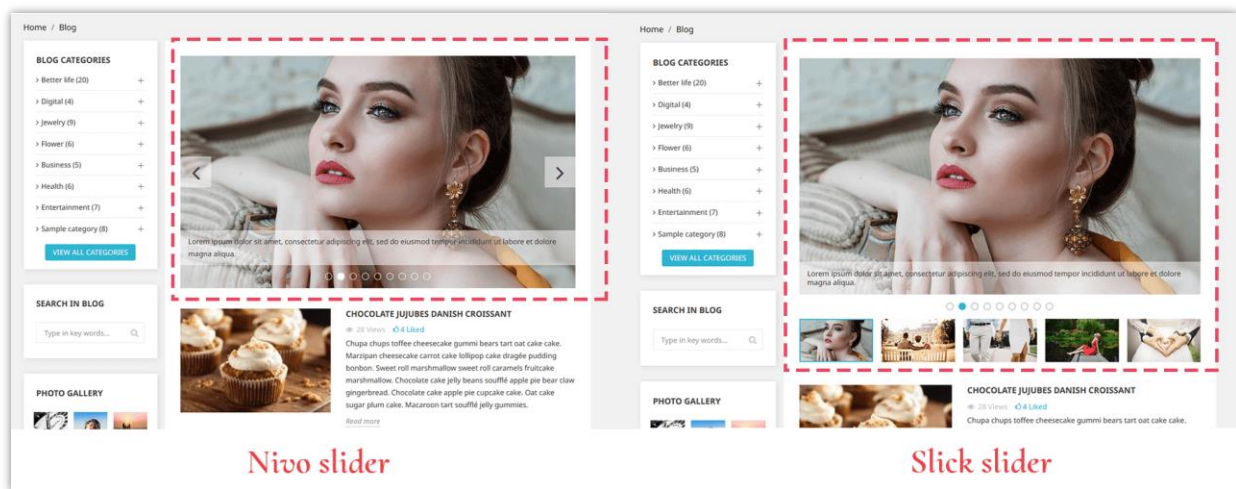 Home / Blog
BLOG CATEGORIES
Better life (20)
Digital (4)
Jewelry (9)
Flower (6)
Business (5)
Health (6)
Entertainment (7)
Sample category (8)
VIEW ALL CATEGORIES
SEARCH IN BLOG
Type in key words...
PHOTO GALLERY
Lorem ipsum dolor sit amet, consectetur adipiscing elit, sed do eiusmod tempor incididunt ut labore et dolore
magna aliqua.
CHOCOLATE JUJUBES DANISH CROISSANT
28 Views 4 Liked
Chupa chups toffee cheesecake gummi bears tart oat cake cake.
Marzipan cheesecake carrot cake lollipop cake dragée pudding
bonbon. Sweet roll marshmallow sweet roll caramels fruitcake
marshmallow. Chocolate cake jelly beans soufflé apple pie bear claw
gingerbread. Chocolate cake apple pie cupcake cake. Oat cake
sugar plum cake. Macaroon tart soufflé jelly gummies.
Read more
Nivo slider
Home / Blog
BLOG CATEGORIES
Better life (20)
Digital (4)
Jewelry (9)
Flower (6)
Business (5)
Health (6)
Entertainment (7)
Sample category (8)
VIEW ALL CATEGORIES
SEARCH IN BLOG
Type in key words...
PHOTO GALLERY
Lorem ipsum dolor sit amet, consectetur adipiscing elit, sed do eiusmod tempor incididunt ut labore et dolore
magna aliqua.
CHOCOLATE JUJUBES DANISH CROISSANT
28 Views 4 Liked
Chupa chups toffee cheesecake gummi bears tart oat cake cake.
Slick slider